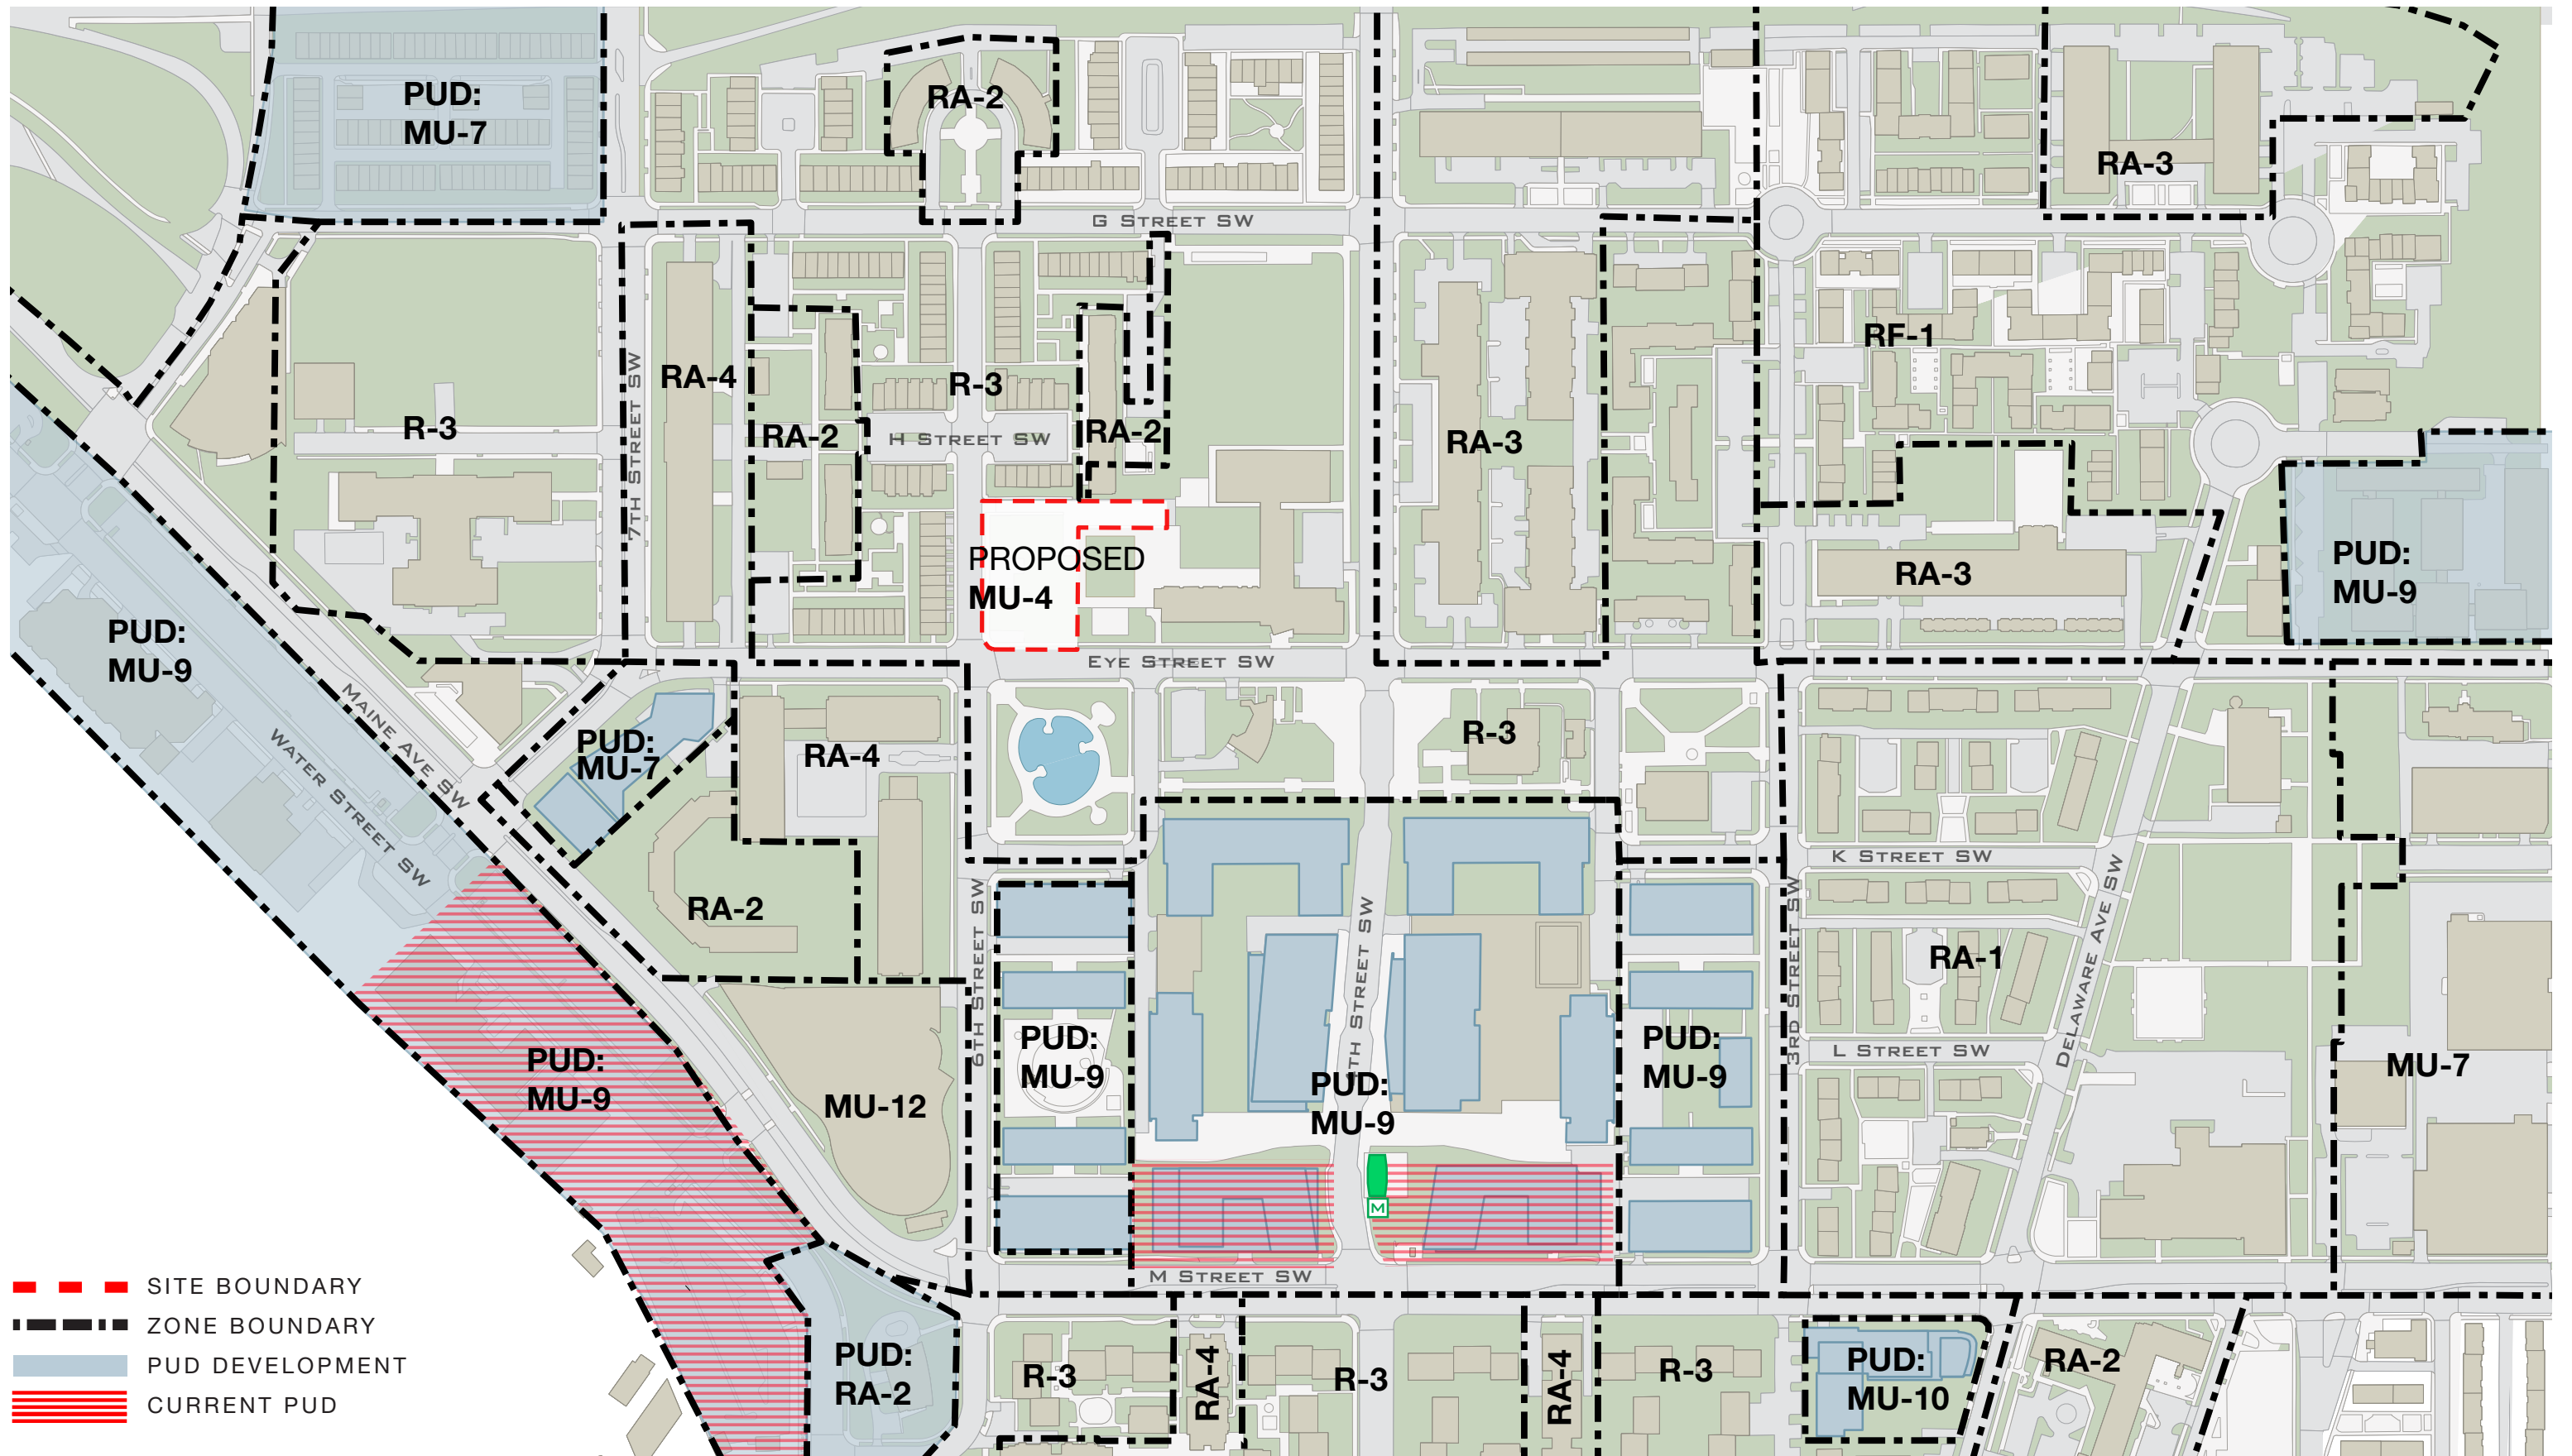 PUD:
MU-7
RA-2
RA-3
G STREET SW
7TH STREET SW
RA-4
R-3
R-3
RA-2
H STREET SW
RA-2
RA-3
RF-1
RA-3
PUD:
MU-9
PROPOSED
MU-4
EYE STREET SW
PUD:
MU-9
MAINE AVE SW
WATER STREET SW
PUD:
MU-7
RA-4
R-3
RA-2
K STREET SW
6TH STREET SW
4TH STREET SW
3RD STREET SW
DELAWARE AVE SW
RA-1
L STREET SW
MU-7
PUD:
MU-9
PUD:
MU-9
PUD:
MU-9
PUD:
MU-9
MU-12
M
M STREET SW
PUD:
RA-2
R-3
RA-4
R-3
RA-4
R-3
PUD:
MU-10
RA-2
SITE BOUNDARY
ZONE BOUNDARY
PUD DEVELOPMENT
CURRENT PUD